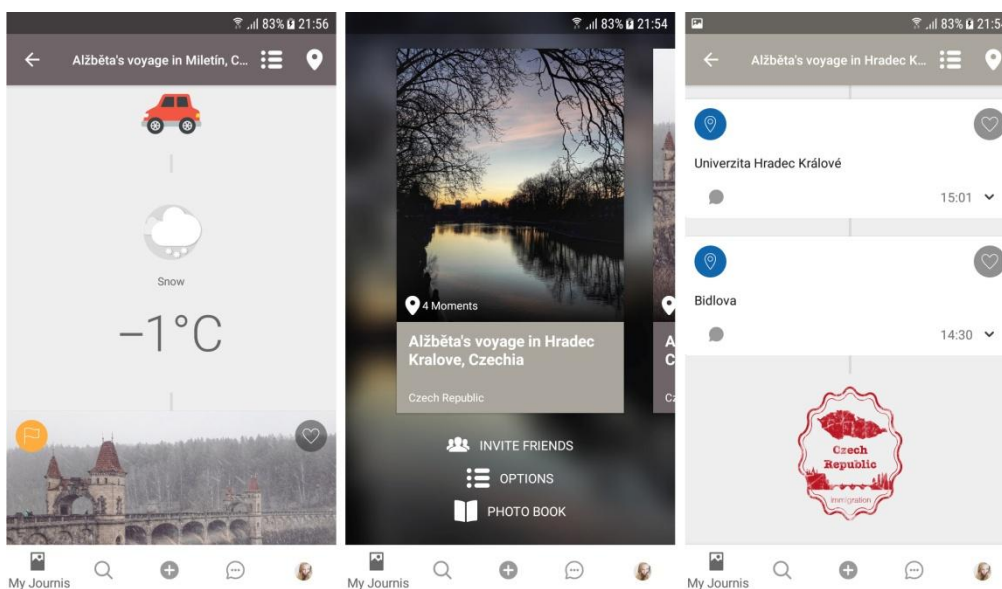 83% 21:56
Alžběta's voyage in Miletín, C...
Snow
−1°C
My Journis
83% 21:54
4 Moments
Alžběta's voyage in Hradec
Kralove, Czechia
Czech Republic
A
C
Cz
INVITE FRIENDS
OPTIONS
PHOTO BOOK
My Journis
83% 21:54
Alžběta's voyage in Hradec K...
Univerzita Hradec Králové
15:01
Bidlova
14:30
Czech
Republic
immigration
My Journis